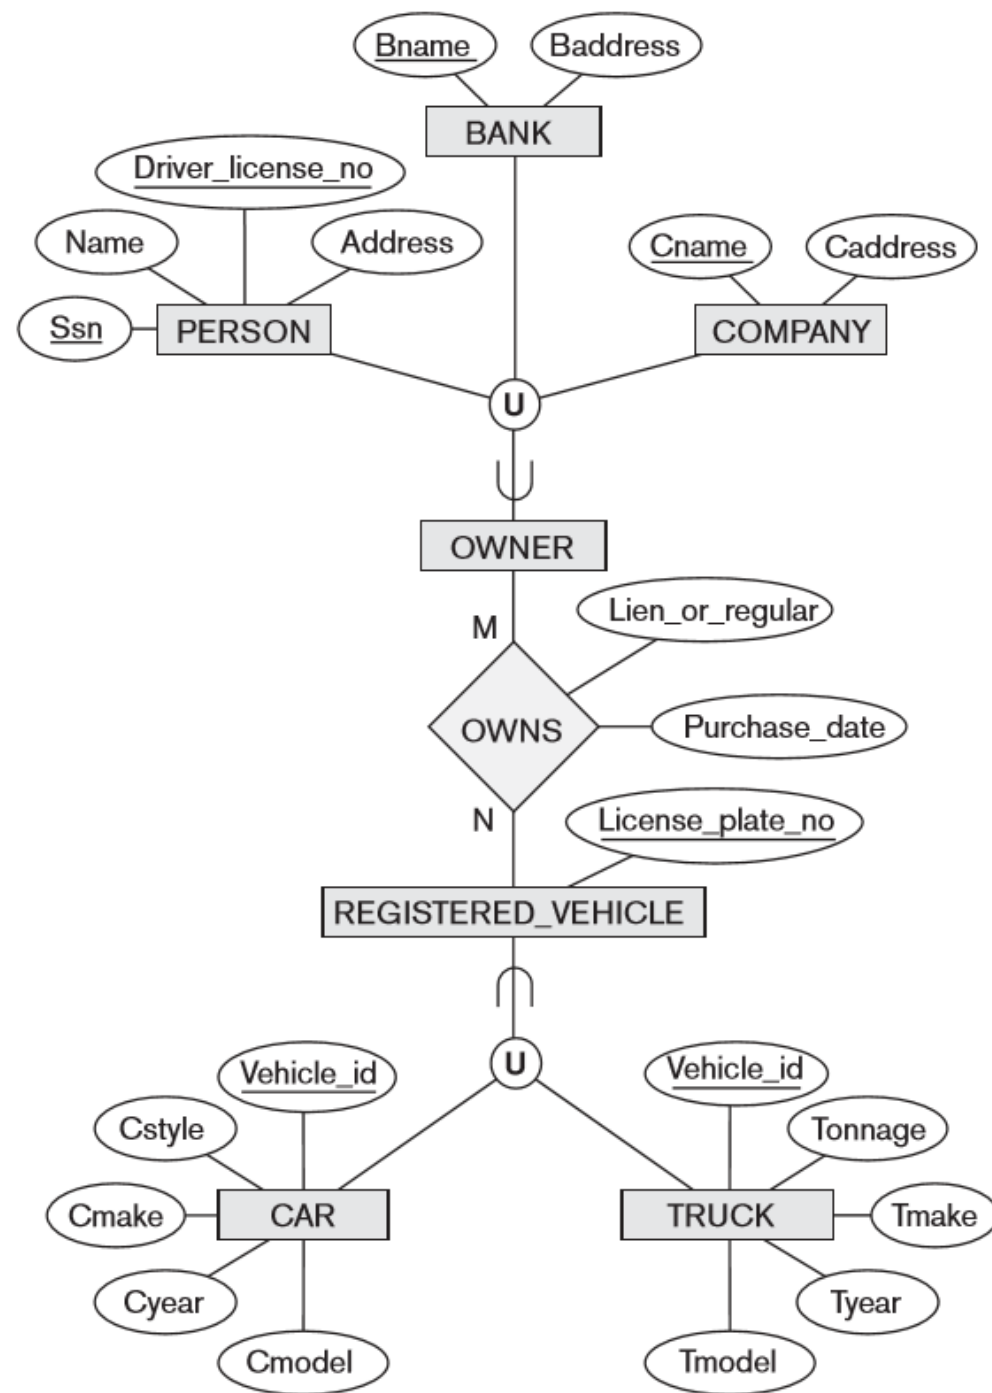 Bname
Baddress
BANK
Driver_license_no
Name
Address
Cname
Caddress
Ssn
PERSON
COMPANY
U
OWNER
Lien_or_regular
M
OWNS
Purchase_date
N
License_plate_no
REGISTERED_VEHICLE
U
Vehicle_id
Vehicle_id
Cstyle
Tonnage
Cmake
CAR
TRUCK
Tmake
Cyear
Tyear
Cmodel
Tmodel